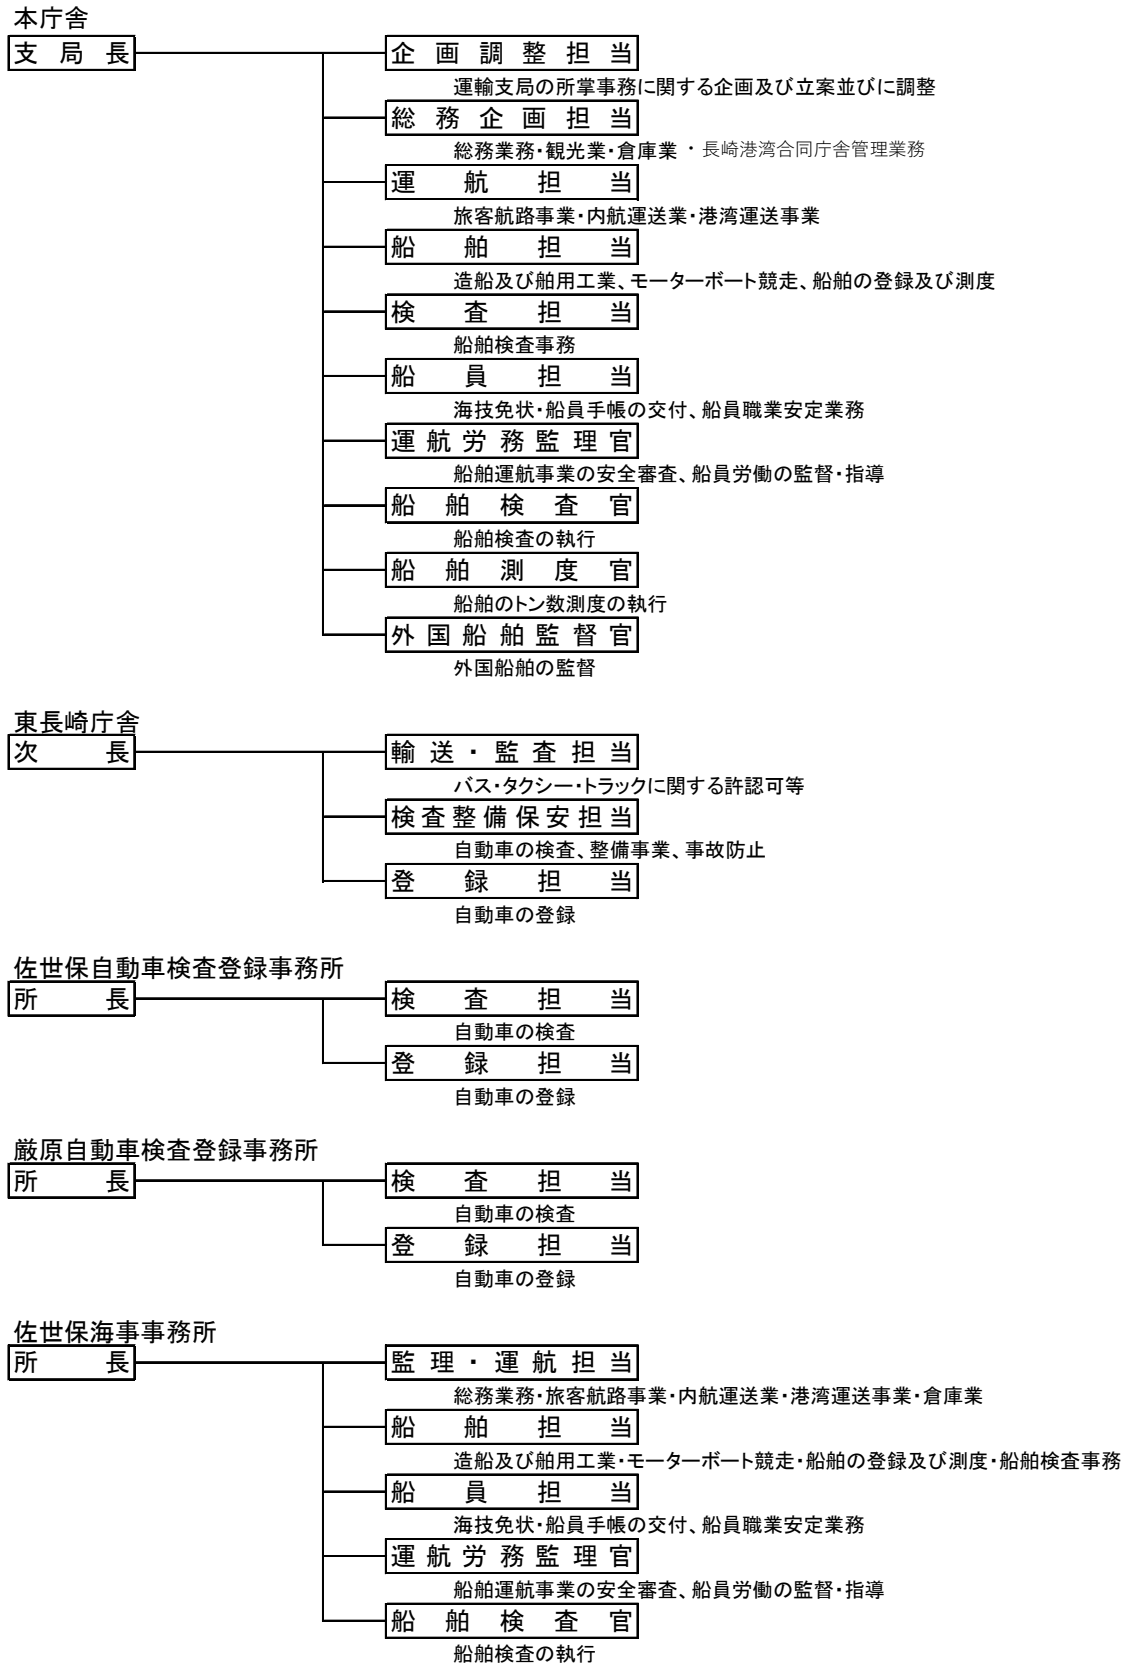 本庁舎
支局長 企画調整担当
運輸支局の所掌事務に関する企画及び立案並びに調整
総務企画担当
総務業務・観光業・倉庫業・長崎港湾合同庁舎管理業務
運航担当
旅客航路事業・内航運送業・港湾運送事業
船舶担当
造船及び舶用工業、モーターボート競走、船舶の登録及び測度
検査担当
船舶検査事務
船員担当
海技免状・船員手帳の交付、船員職業安定業務
運航労務監理官
船舶運航事業の安全審査、船員労働の監督・指導
船舶検査官
船舶検査の執行
船舶測度官
船舶のトン数測度の執行
外国船舶監督官
外国船舶の監督
東長崎庁舎
次長 輸送・監査担当
バス・タクシー・トラックに関する許認可等
検査整備保安担当
自動車の検査、整備事業、事故防止
登録担当
自動車の登録
佐世保自動車検査登録事務所
所長 検査担当
自動車の検査
登録担当
自動車の登録
厳原自動車検査登録事務所
所長 検査担当
自動車の検査
登録担当
自動車の登録
佐世保海事事務所
所長 監理・運航担当
総務業務・旅客航路事業・内航運送業・港湾運送事業・倉庫業
船舶担当
造船及び舶用工業・モーターボート競走・船舶の登録及び測度・船舶検査事務
船員担当
海技免状・船員手帳の交付、船員職業安定業務
運航労務監理官
船舶運航事業の安全審査、船員労働の監督・指導
船舶検査官
船舶検査の執行